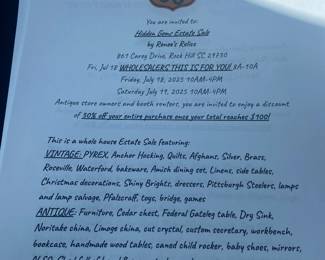 You are invited to:
Hidden Gems Estate Sale
by Renee's Relics
861 Carey Drive, Rock Hill SC 29730
Fri, Jul 18 WHOLESALERS THIS IS FOR YOU! 8A-10A
Friday, July 18, 2025 10AM-4PM
Saturday July 19, 2025 10AM-4PM
Antique store owners and booth renters, you are invited to enjoy a discount
of 30% off your entire purchase once your total reaches $100!
This is a whole house Estate Sale featuring:
VINTAGE: PYREX, Anchor Hocking, Quilts, Afghans, Silver, Brass,
Roseville, Waterford, bakeware, Amish dining set, Linens, side tables,
Christmas decorations, Shiny Brights, dressers, Pittsburgh Steelers, lamps
and lamp salvage, Pfalzcraff, toys, bridge, games
ANTIQUE: Furniture, Cedar chest, Federal Gateleg table, Dry Sink,
Noritake china, Limoge china, cut crystal, custom secretary, workbench,
bookcase, handmade wood tables, caned child rocker, baby shoes, mirrors,